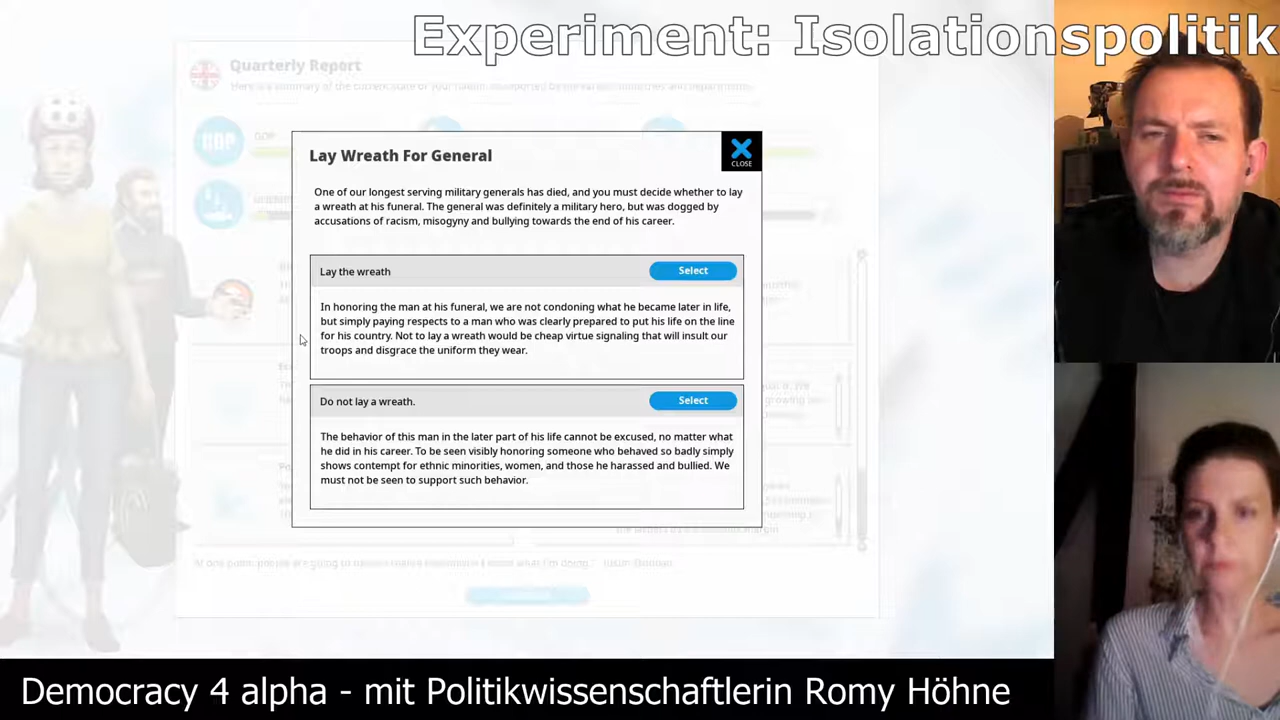 Experiment: Isolationspolitik
Quarterly Report
GDP
GDP
Lay Wreath For General
CLOSE
One of our longest serving military generals has died, and you must decide whether to lay
a wreath at his funeral. The general was definitely a military hero, but was dogged by
accusations of racism, misogyny and bullying towards the end of his career.
Lay the wreath
Select
In honoring the man at his funeral, we are not condoning what he became later in life,
but simply paying respects to a man who was clearly prepared to put his life on the line
for his country. Not to lay a wreath would be cheap virtue signaling that will insult our
troops and disgrace the uniform they wear.
Do not lay a wreath.
Select
The behavior of this man in the later part of his life cannot be excused, no matter what
he did in his career. To be seen visibly honoring someone who behaved so badly simply
shows contempt for ethnic minorities, women, and those he harassed and bullied. We
must not be seen to support such behavior.
Democracy 4 alpha - mit Politikwissenschaftlerin Romy Höhne